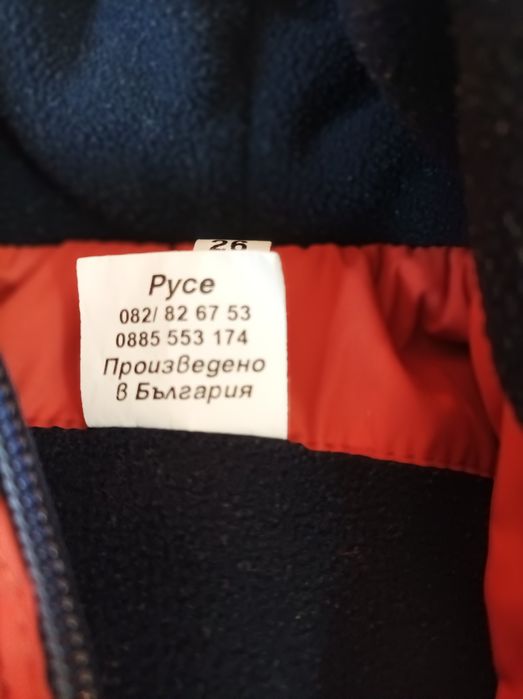 26
Русе
082/ 82 67 53
0885 553 174
Произведено
в България